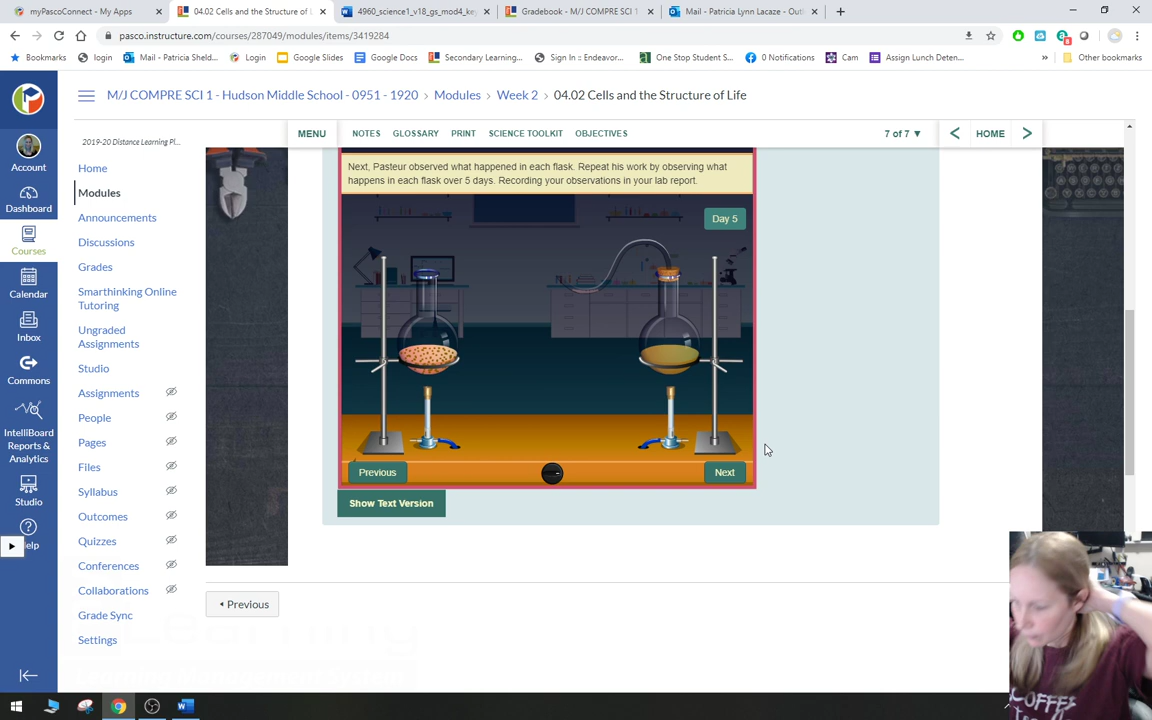 myPascoConnect - My Apps
04.02 Cells and the Structure of L
4960_science1_v18_gs_mod4_ke
Gradebook - M/J COMPRE SCI 1
Mail - Patricia Lynn Lacaze - Out
pasco.instructure.com/courses/287049/modules/items/3419284
Bookmarks
login
Mail - Patricia Sheld...
Login
Google Slides
Google Docs
Secondary Learning...
Sign In :: Endeavor...
One Stop Student S...
0 Notifications
Cam
Assign Lunch Deten...
»
Other bookmarks
M/J COMPRE SCI 1 - Hudson Middle School - 0951 - 1920 > Modules > Week 2 > 04.02 Cells and the Structure of Life
2019-20 Distance Learning Pl...
Home
Modules
Announcements
Discussions
Grades
Smarthinking Online
Tutoring
Ungraded
Assignments
Studio
Assignments
People
Pages
Files
Syllabus
Outcomes
Quizzes
Conferences
Collaborations
Grade Sync
Settings
Account
Dashboard
Courses
Calendar
Inbox
Commons
IntelliBoard
Reports &
Analytics
Studio
elp
MENU
NOTES
GLOSSARY
PRINT
SCIENCE TOOLKIT
OBJECTIVES
7 of 7
HOME
Next, Pasteur observed what happened in each flask. Repeat his work by observing what
happens in each flask over 5 days. Recording your observations in your lab report.
Day 5
Previous
Next
Show Text Version
Previous